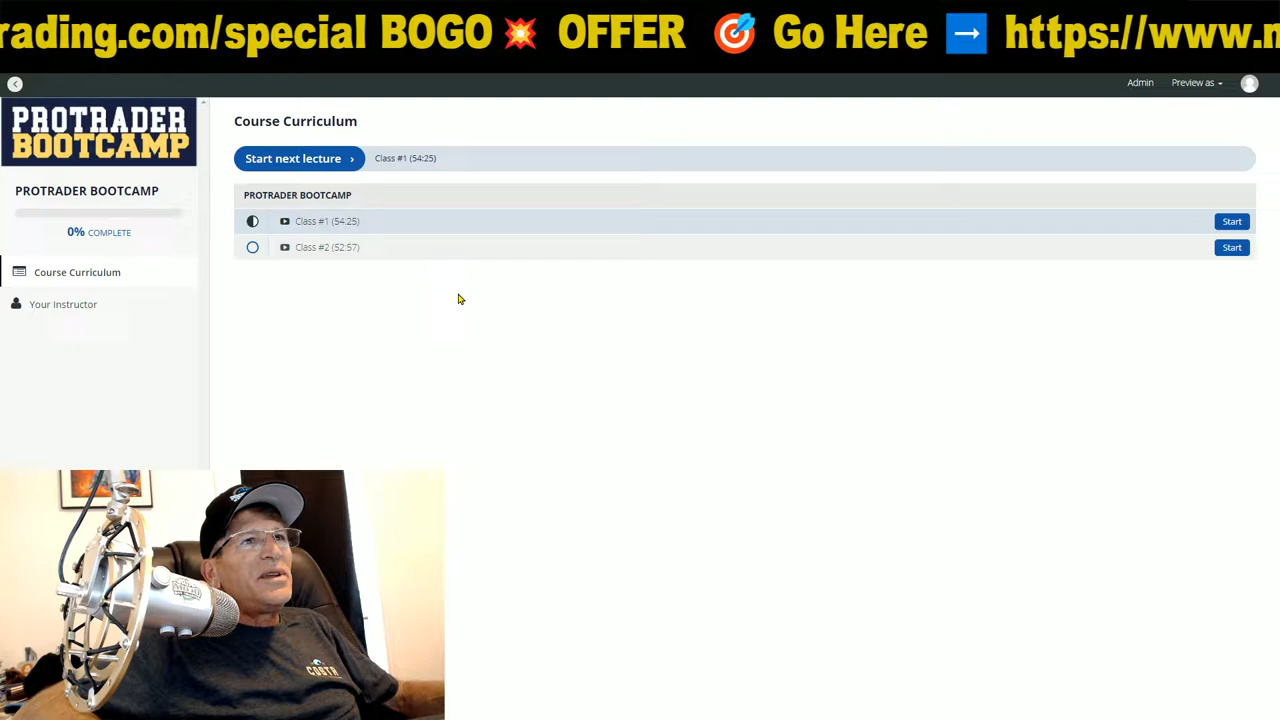 rading.com/special BOGO💥 OFFER 🎯 Go Here ➡️ https://www.n
Admin Preview as
PROTRADER
BOOTCAMP
PROTRADER BOOTCAMP
0% COMPLETE
Course Curriculum
Your Instructor
Course Curriculum
Start next lecture › Class #1 (54:25)
PROTRADER BOOTCAMP
Class #1 (54:25) Start
Class #2 (52:57) Start
COSTA